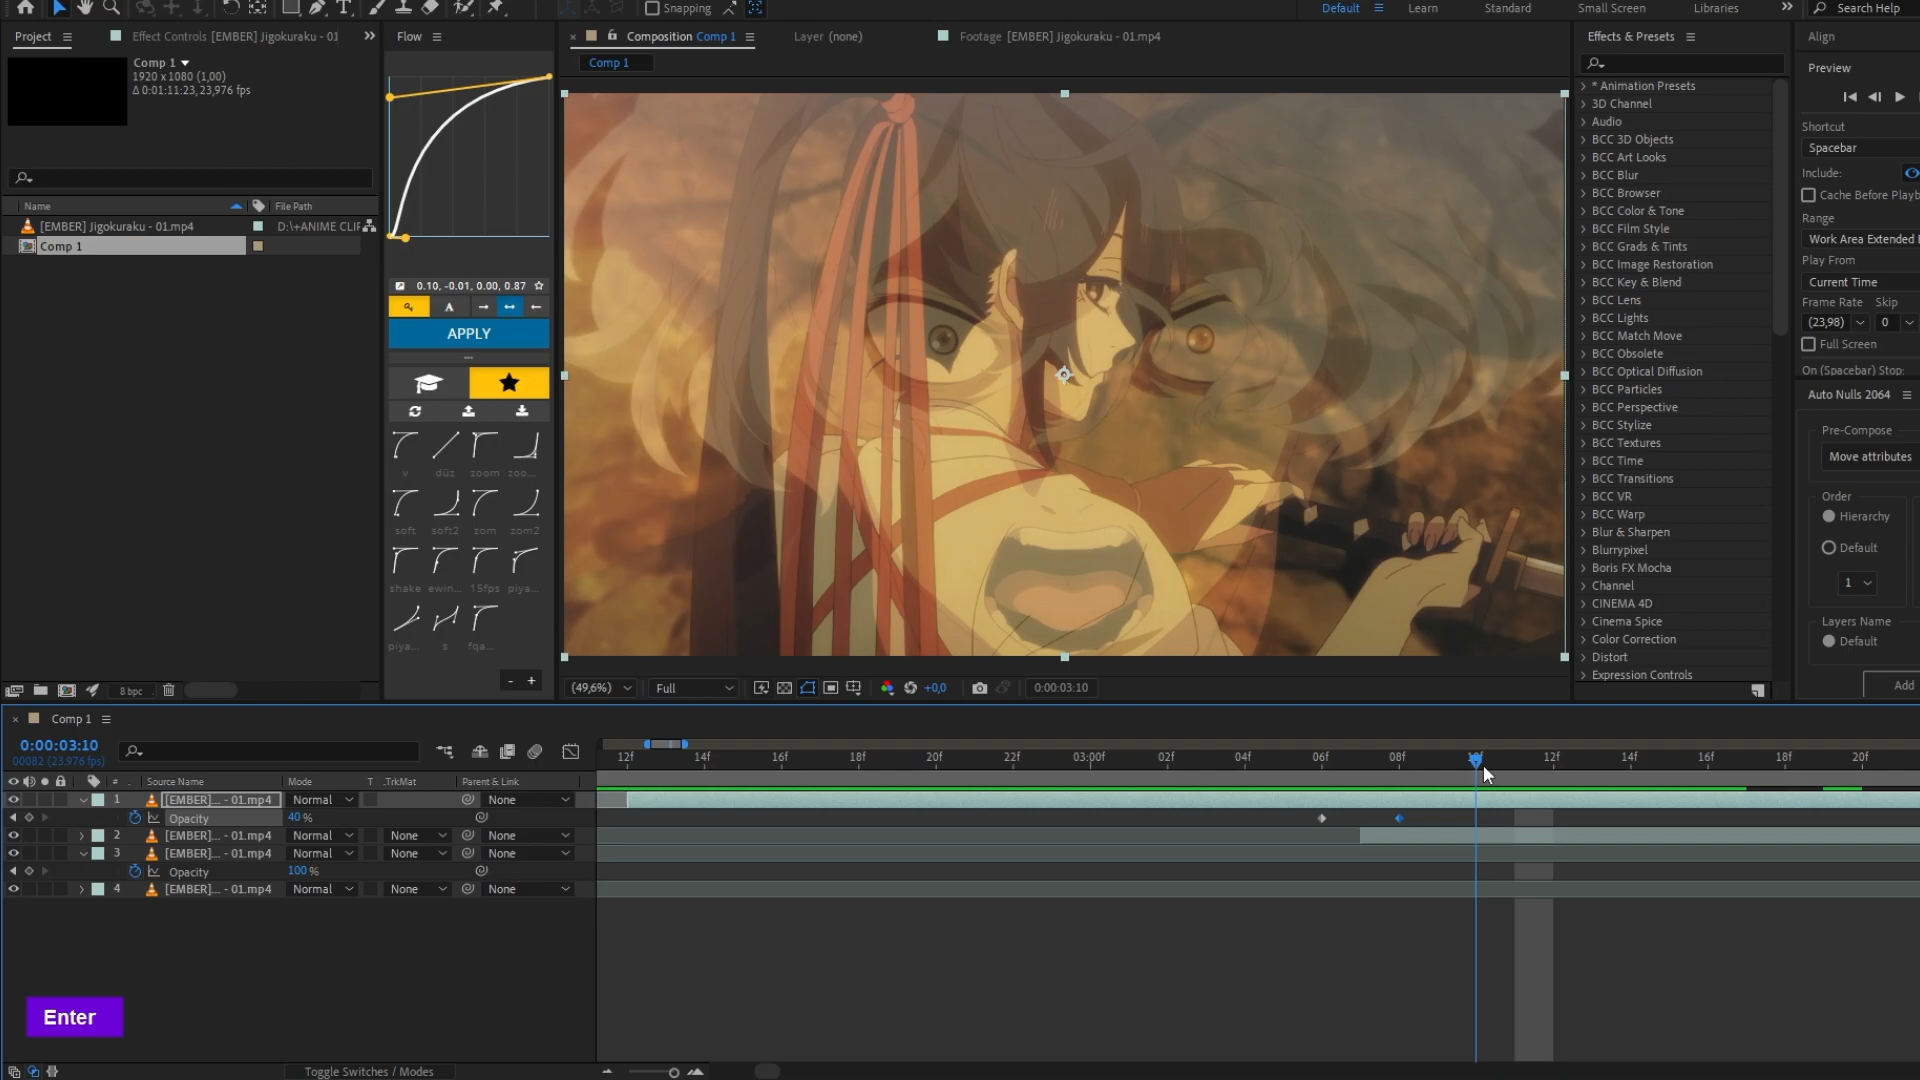 Snapping
Default
Learn
Standard
Small Screen
Libraries
Search Help
Project
Effect Controls [EMBER] Jigokuraku - 01
Flow
Composition Comp 1
Layer (none)
Footage [EMBER] Jigokuraku - 01.mp4
Effects & Presets
Align
Comp 1
1920 x 1080 (1,00)
Δ 0:01:11:23, 23,976 fps
Comp 1
Preview
* Animation Presets
3D Channel
Audio
BCC 3D Objects
BCC Art Looks
BCC Blur
BCC Browser
BCC Color & Tone
BCC Film Style
BCC Grads & Tints
BCC Image Restoration
BCC Key & Blend
BCC Lens
BCC Lights
BCC Match Move
BCC Obsolete
BCC Optical Diffusion
BCC Particles
BCC Perspective
BCC Stylize
BCC Textures
BCC Time
BCC Transitions
BCC VR
BCC Warp
Blur & Sharpen
Blurrypixel
Boris FX Mocha
Channel
CINEMA 4D
Cinema Spice
Color Correction
Distort
Expression Controls
Shortcut
Spacebar
Include:
Cache Before Playb
Range
Work Area Extended B
Play From
Current Time
Frame Rate Skip
(23,98) 0
Full Screen
On (Spacebar) Stop:
Auto Nulls 2064
Pre-Compose
Move attributes
Order
Hierarchy
Default
1
Layers Name
Default
Add
Name
File Path
[EMBER] Jigokuraku - 01.mp4
D:\+ANIME CLIF
Comp 1
0.10, -0.01, 0.00, 0.87
A
APPLY
v düz zoom zoo...
soft soft2 zom zom2
shake ewin... 15fps piya...
piya... s fqa...
- +
8 bpc
(49,6%)
Full
+0,0
0:00:03:10
Comp 1
0:00:03:10
00082 (23.976 fps)
12f 14f 16f 18f 20f 22f 03:00f 02f 04f 06f 08f 12f 14f 16f 18f 20f
# Source Name Mode T .TrkMat Parent & Link
1 [EMBER]... - 01.mp4 Normal None
Opacity 40 %
2 [EMBER]... - 01.mp4 Normal None None
3 [EMBER]... - 01.mp4 Normal None None
Opacity 100 %
4 [EMBER]... - 01.mp4 Normal None None
Enter
Toggle Switches / Modes